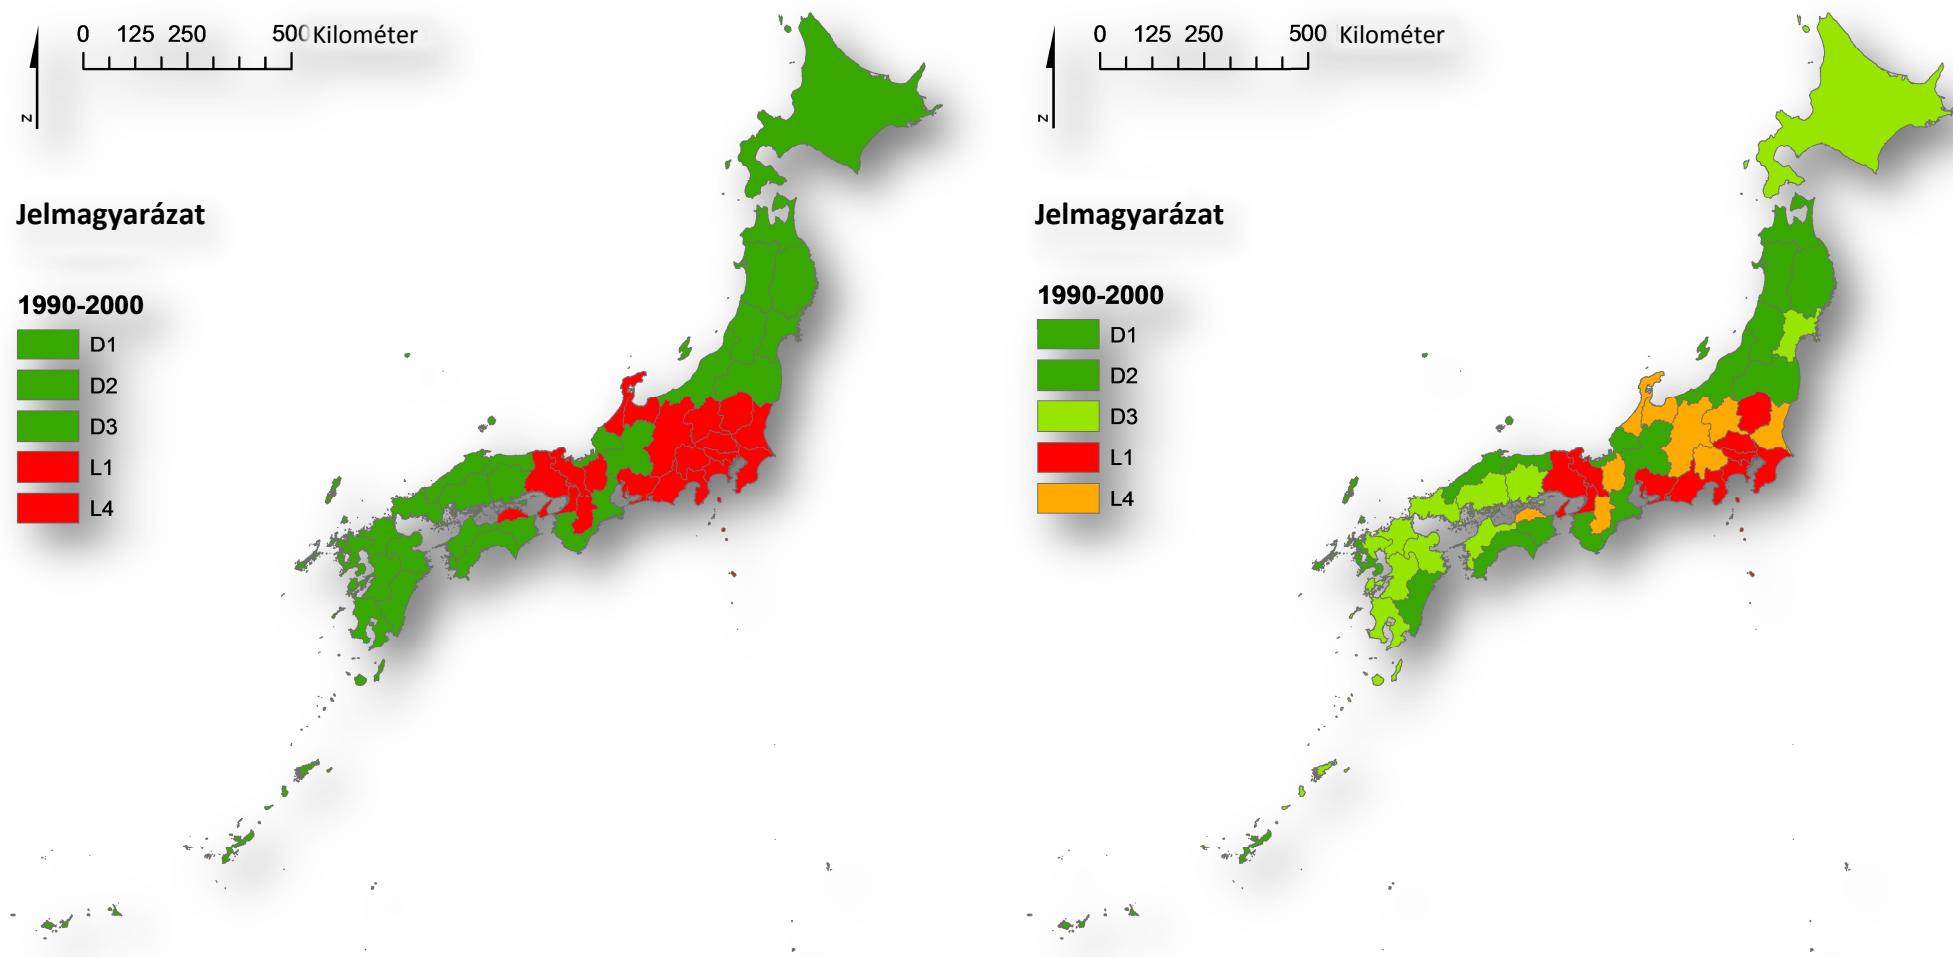 0 125 250 500 Kilométer
z
Jelmagyarázat
1990-2000
D1
D2
D3
L1
L4
0 125 250 500 Kilométer
z
Jelmagyarázat
1990-2000
D1
D2
D3
L1
L4